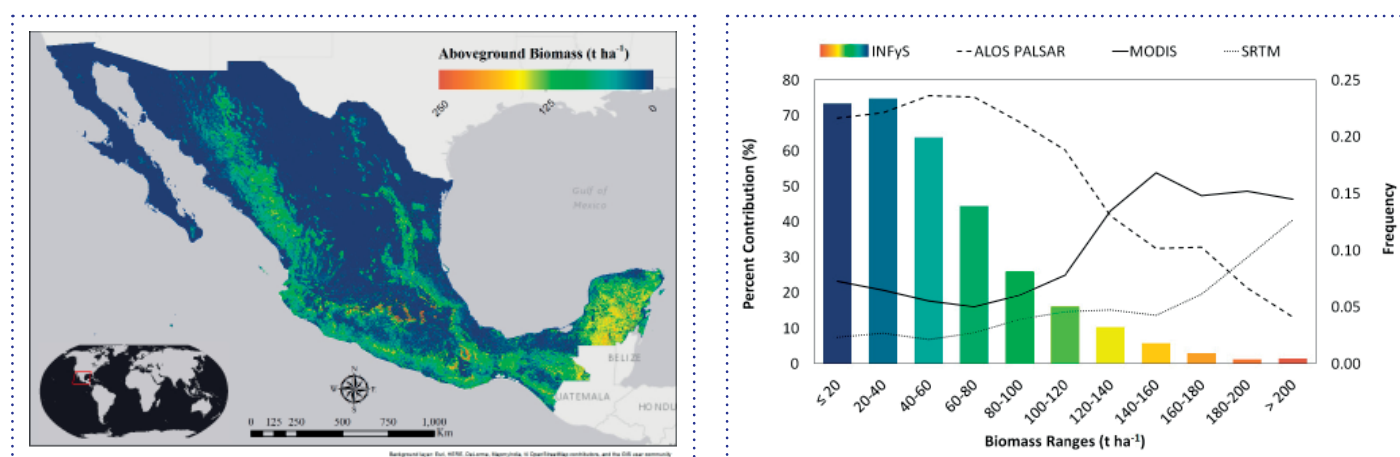 Aboveground Biomass (t ha⁻¹)
250
125
0
Gulf of
Mexico
BELIZE
GUATEMALA
HONDU
N
W
E
S
0 125 250 500 750 1,000
Km
INFyS
ALOS PALSAR
MODIS
SRTM
80
70
60
50
40
30
20
10
0
Percent Contribution (%)
0.25
0.20
0.15
0.10
0.05
0.00
Frequency
≤ 20
20-40
40-60
60-80
80-100
100-120
120-140
140-160
160-180
180-200
> 200
Biomass Ranges (t ha⁻¹)